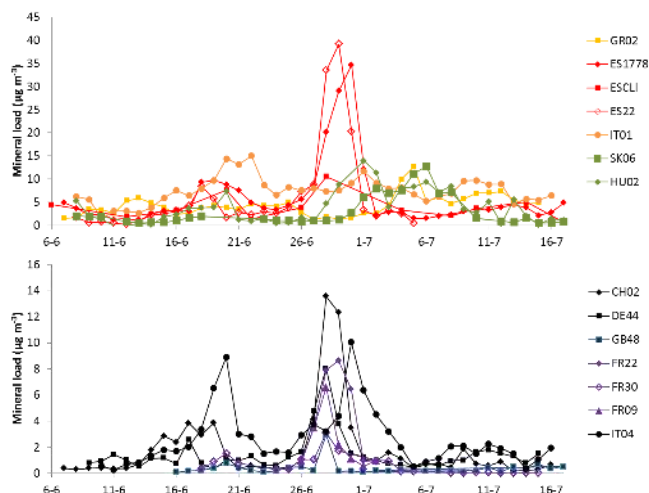 45
40
35
30
25
20
15
10
5
0
Mineral load (µg m⁻³)
6-6 11-6 16-6 21-6 26-6 1-7 6-7 11-7 16-7
GR02
ES1778
ESCLI
ES22
IT01
SK06
HU02
16
14
12
10
8
6
4
2
0
Mineral load (µg m⁻³)
6-6 11-6 16-6 21-6 26-6 1-7 6-7 11-7 16-7
CH02
DE44
GB48
FR22
FR30
FR09
IT04